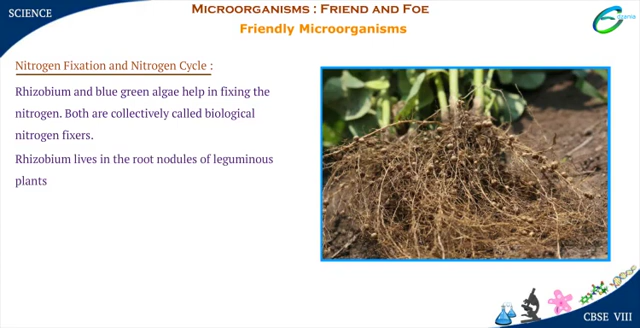 SCIENCE
Microorganisms : Friend and Foe
Friendly Microorganisms
Nitrogen Fixation and Nitrogen Cycle :
Rhizobium and blue green algae help in fixing the
nitrogen. Both are collectively called biological
nitrogen fixers.
Rhizobium lives in the root nodules of leguminous
plants
CBSE VIII